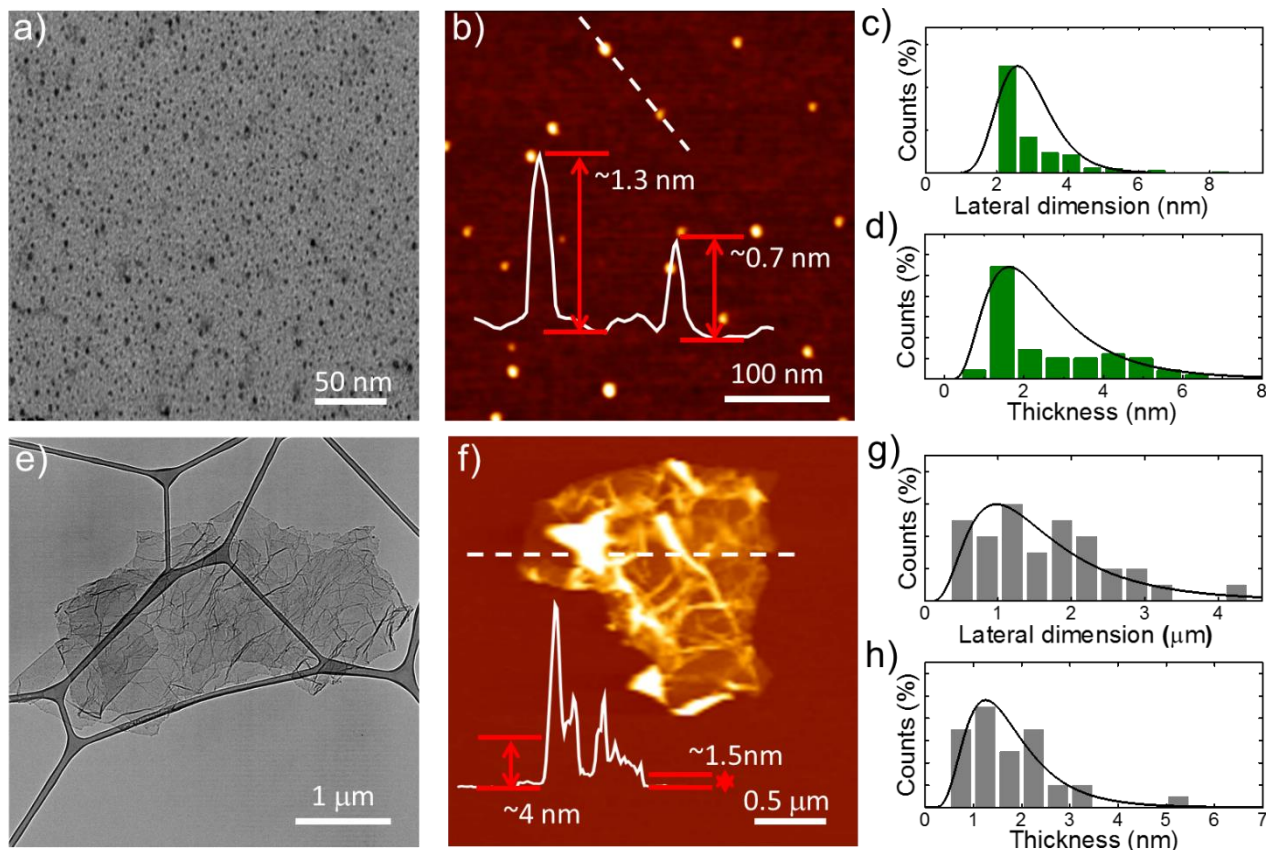 a)
50 nm
b)
~1.3 nm
~0.7 nm
100 nm
c)
Counts (%)
0 2 4 6 8
Lateral dimension (nm)
d)
Counts (%)
0 2 4 6 8
Thickness (nm)
e)
1 μm
f)
~4 nm
~1.5nm
0.5 μm
g)
Counts (%)
0 1 2 3 4
Lateral dimension (μm)
h)
Counts (%)
0 1 2 3 4 5 6 7
Thickness (nm)